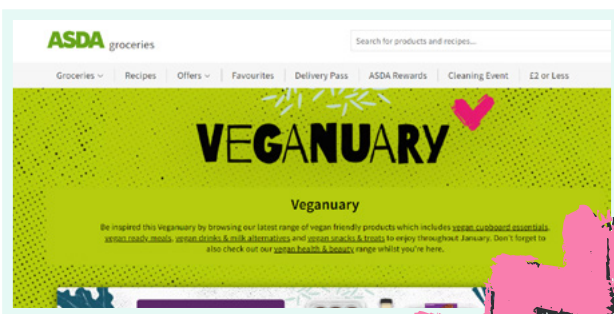 ASDA groceries
Search for products and recipes...
Groceries Recipes Offers Favourites Delivery Pass ASDA Rewards Cleaning Event £2 or Less
VEGANUARY
Veganuary
Be inspired this Veganuary by browsing our latest range of vegan friendly products which includes vegan cupboard essentials,
vegan ready meals, vegan drinks & milk alternatives and vegan snacks & treats to enjoy throughout January. Don't forget to
also check out our vegan health & beauty range whilst you're here.